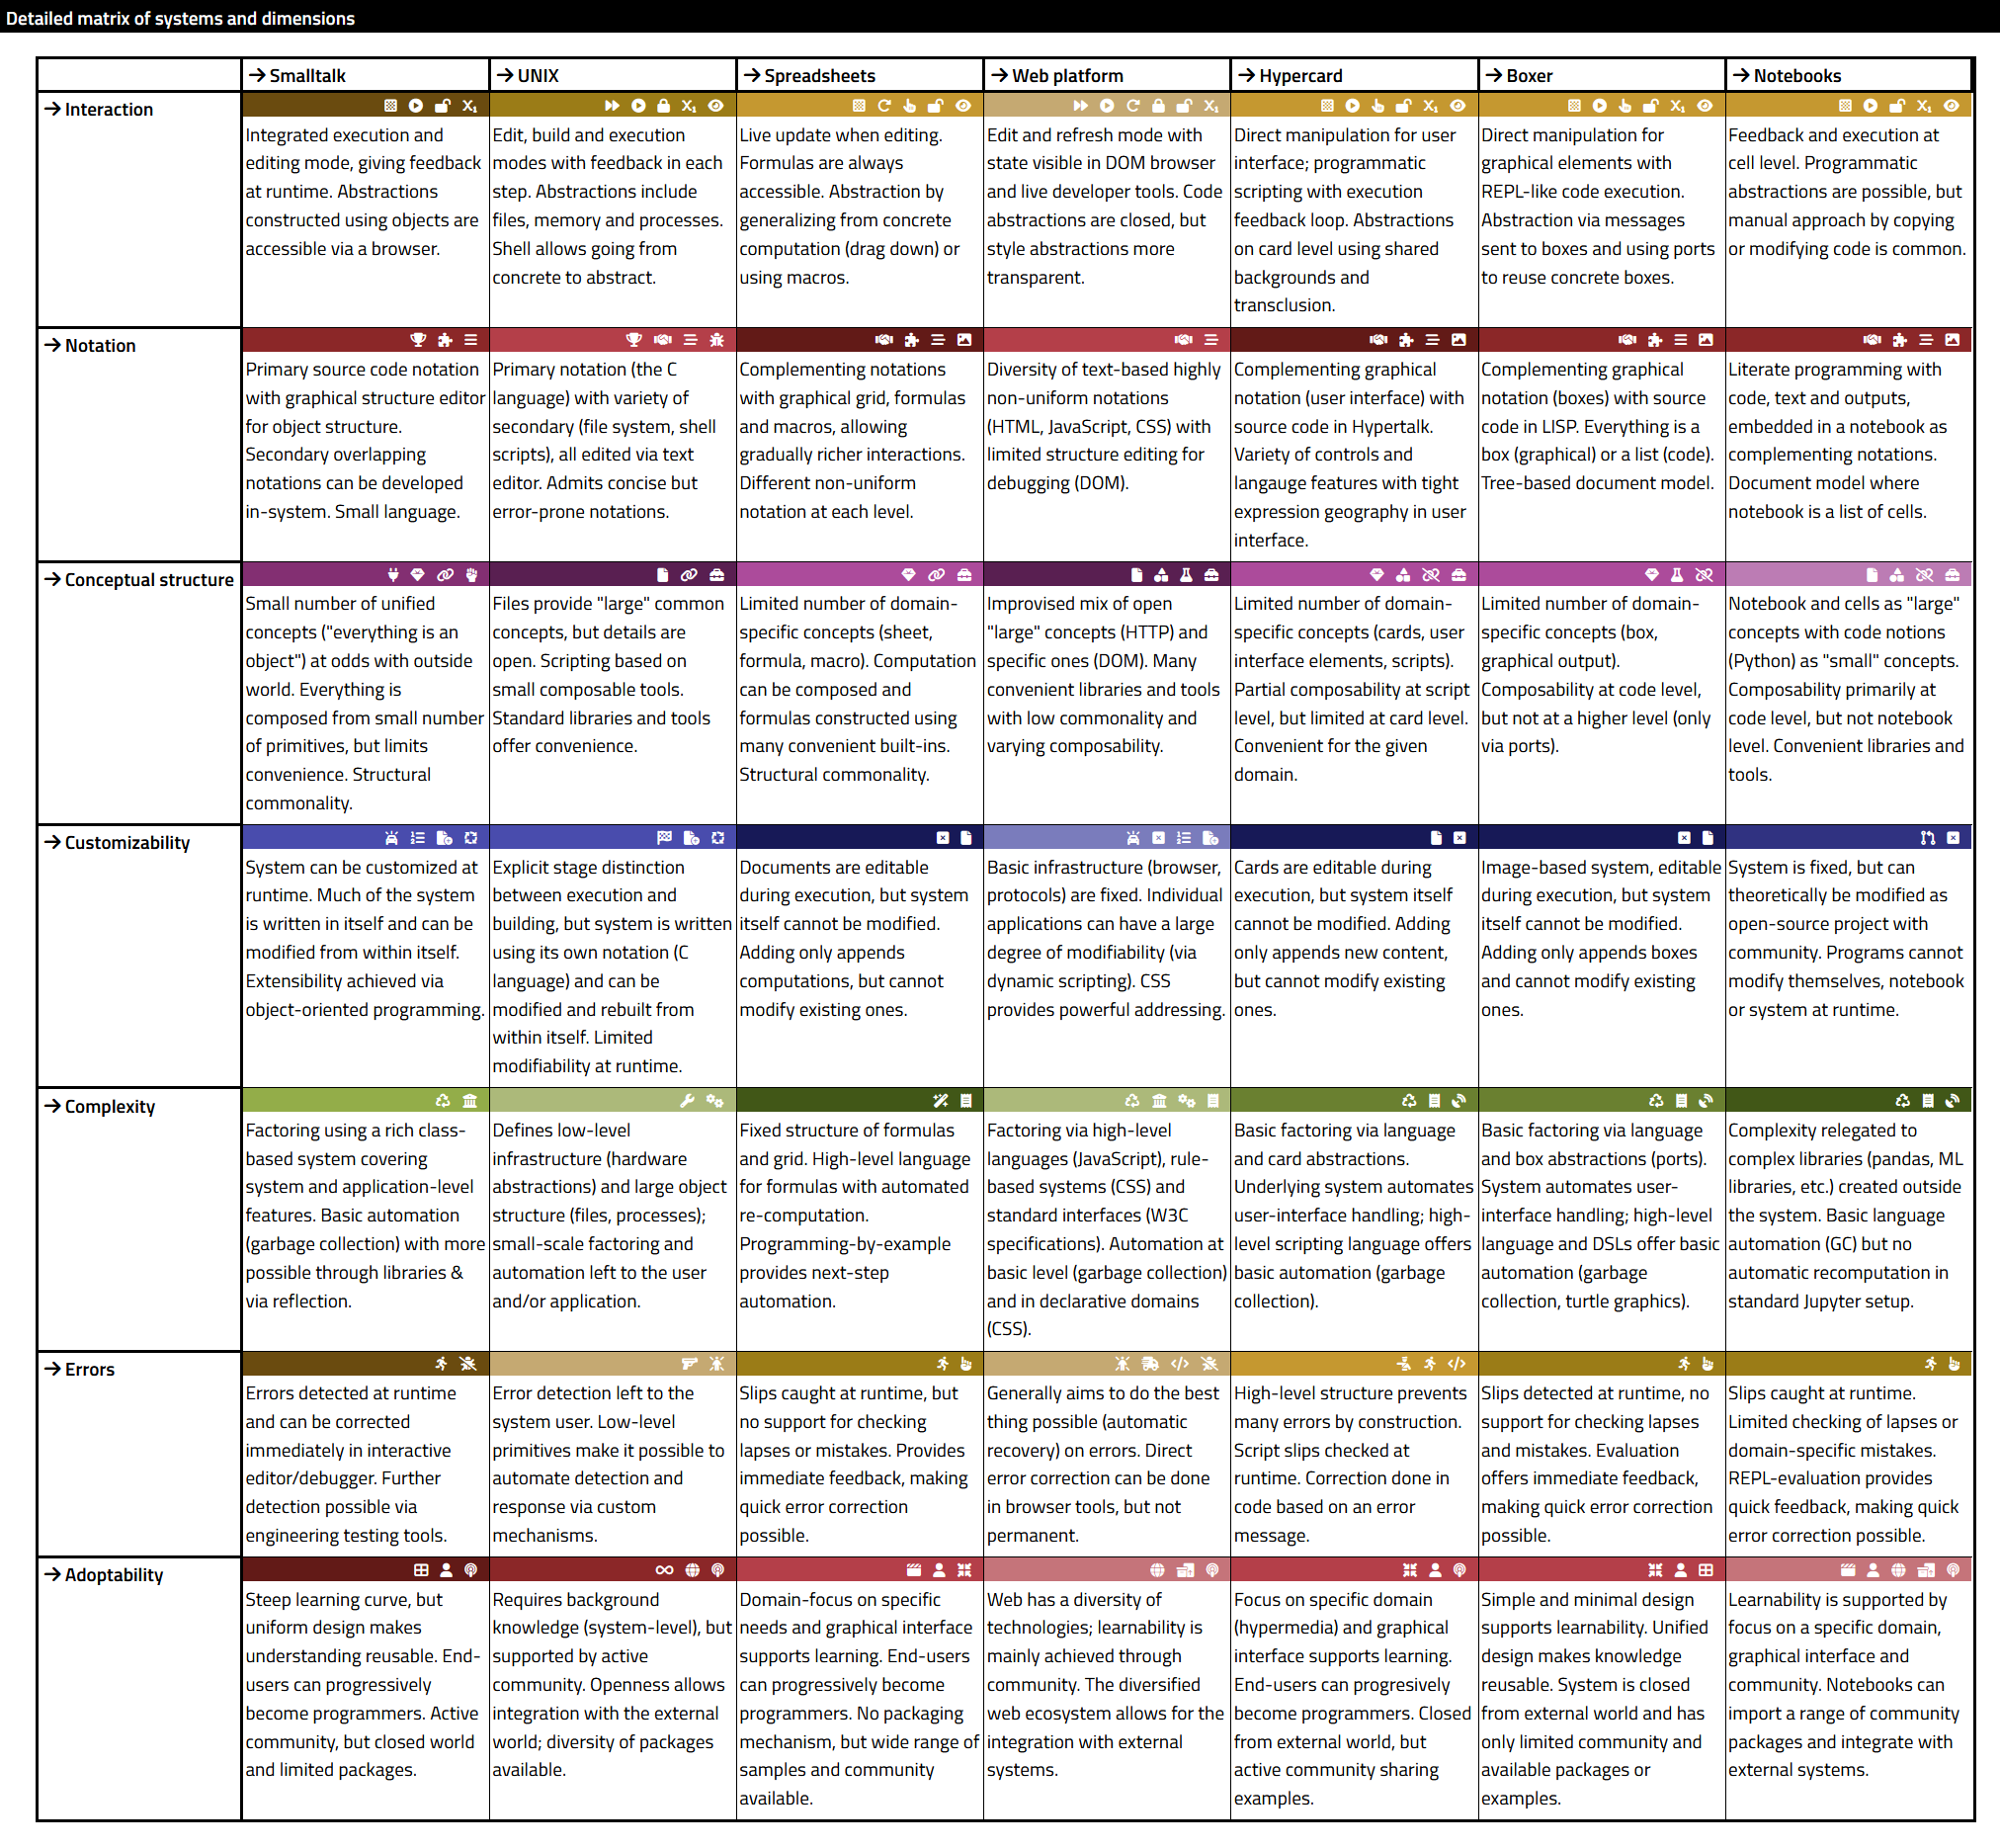 Detailed matrix of systems and dimensions
→ Smalltalk
→ UNIX
→ Spreadsheets
→ Web platform
→ Hypercard
→ Boxer
→ Notebooks
→ Interaction
Integrated execution and
editing mode, giving feedback
at runtime. Abstractions
constructed using objects are
accessible via a browser.
Edit, build and execution
modes with feedback in each
step. Abstractions include
files, memory and processes.
Shell allows going from
concrete to abstract.
Live update when editing.
Formulas are always
accessible. Abstraction by
generalizing from concrete
computation (drag down) or
using macros.
Edit and refresh mode with
state visible in DOM browser
and live developer tools. Code
abstractions are closed, but
style abstractions more
transparent.
Direct manipulation for user
interface; programmatic
scripting with execution
feedback loop. Abstractions
on card level using shared
backgrounds and
transclusion.
Direct manipulation for
graphical elements with
REPL-like code execution.
Abstraction via messages
sent to boxes and using ports
to reuse concrete boxes.
Feedback and execution at
cell level. Programmatic
abstractions are possible, but
manual approach by copying
or modifying code is common.
→ Notation
Primary source code notation
with graphical structure editor
for object structure.
Secondary overlapping
notations can be developed
in-system. Small language.
Primary notation (the C
language) with variety of
secondary (file system, shell
scripts), all edited via text
editor. Admits concise but
error-prone notations.
Complementing notations
with graphical grid, formulas
and macros, allowing
gradually richer interactions.
Different non-uniform
notation at each level.
Diversity of text-based highly
non-uniform notations
(HTML, JavaScript, CSS) with
limited structure editing for
debugging (DOM).
Complementing graphical
notation (user interface) with
source code in Hypertalk.
Variety of controls and
langauge features with tight
expression geography in user
interface.
Complementing graphical
notation (boxes) with source
code in LISP. Everything is a
box (graphical) or a list (code).
Tree-based document model.
Literate programming with
code, text and outputs,
embedded in a notebook as
complementing notations.
Document model where
notebook is a list of cells.
→ Conceptual structure
Small number of unified
concepts ("everything is an
object") at odds with outside
world. Everything is
composed from small number
of primitives, but limits
convenience. Structural
commonality.
Files provide "large" common
concepts, but details are
open. Scripting based on
small composable tools.
Standard libraries and tools
offer convenience.
Limited number of domain-
specific concepts (sheet,
formula, macro). Computation
can be composed and
formulas constructed using
many convenient built-ins.
Structural commonality.
Improvised mix of open
"large" concepts (HTTP) and
specific ones (DOM). Many
convenient libraries and tools
with low commonality and
varying composability.
Limited number of domain-
specific concepts (cards, user
interface elements, scripts).
Partial composability at script
level, but limited at card level.
Convenient for the given
domain.
Limited number of domain-
specific concepts (box,
graphical output).
Composability at code level,
but not at a higher level (only
via ports).
Notebook and cells as "large"
concepts with code notions
(Python) as "small" concepts.
Composability primarily at
code level, but not notebook
level. Convenient libraries and
tools.
→ Customizability
System can be customized at
runtime. Much of the system
is written in itself and can be
modified from within itself.
Extensibility achieved via
object-oriented programming.
Explicit stage distinction
between execution and
building, but system is written
using its own notation (C
language) and can be
modified and rebuilt from
within itself. Limited
modifiability at runtime.
Documents are editable
during execution, but system
itself cannot be modified.
Adding only appends
computations, but cannot
modify existing ones.
Basic infrastructure (browser,
protocols) are fixed. Individual
applications can have a large
degree of modifiability (via
dynamic scripting). CSS
provides powerful addressing.
Cards are editable during
execution, but system itself
cannot be modified. Adding
only appends new content,
but cannot modify existing
ones.
Image-based system, editable
during execution, but system
itself cannot be modified.
Adding only appends boxes
and cannot modify existing
ones.
System is fixed, but can
theoretically be modified as
open-source project with
community. Programs cannot
modify themselves, notebook
or system at runtime.
→ Complexity
Factoring using a rich class-
based system covering
system and application-level
features. Basic automation
(garbage collection) with more
possible through libraries &
via reflection.
Defines low-level
infrastructure (hardware
abstractions) and large object
structure (files, processes);
small-scale factoring and
automation left to the user
and/or application.
Fixed structure of formulas
and grid. High-level language
for formulas with automated
re-computation.
Programming-by-example
provides next-step
automation.
Factoring via high-level
languages (JavaScript), rule-
based systems (CSS) and
standard interfaces (W3C
specifications). Automation at
basic level (garbage collection)
and in declarative domains
(CSS).
Basic factoring via language
and card abstractions.
Underlying system automates
user-interface handling; high-
level scripting language offers
basic automation (garbage
collection).
Basic factoring via language
and box abstractions (ports).
System automates user-
interface handling; high-level
language and DSLs offer basic
automation (garbage
collection, turtle graphics).
Complexity relegated to
complex libraries (pandas, ML
libraries, etc.) created outside
the system. Basic language
automation (GC) but no
automatic recomputation in
standard Jupyter setup.
→ Errors
Errors detected at runtime
and can be corrected
immediately in interactive
editor/debugger. Further
detection possible via
engineering testing tools.
Error detection left to the
system user. Low-level
primitives make it possible to
automate detection and
response via custom
mechanisms.
Slips caught at runtime, but
no support for checking
lapses or mistakes. Provides
immediate feedback, making
quick error correction
possible.
Generally aims to do the best
thing possible (automatic
recovery) on errors. Direct
error correction can be done
in browser tools, but not
permanent.
High-level structure prevents
many errors by construction.
Script slips checked at
runtime. Correction done in
code based on an error
message.
Slips detected at runtime, no
support for checking lapses
and mistakes. Evaluation
offers immediate feedback,
making quick error correction
possible.
Slips caught at runtime.
Limited checking of lapses or
domain-specific mistakes.
REPL-evaluation provides
quick feedback, making quick
error correction possible.
→ Adoptability
Steep learning curve, but
uniform design makes
understanding reusable. End-
users can progressively
become programmers. Active
community, but closed world
and limited packages.
Requires background
knowledge (system-level), but
supported by active
community. Openness allows
integration with the external
world; diversity of packages
available.
Domain-focus on specific
needs and graphical interface
supports learning. End-users
can progressively become
programmers. No packaging
mechanism, but wide range of
samples and community
available.
Web has a diversity of
technologies; learnability is
mainly achieved through
community. The diversified
web ecosystem allows for the
integration with external
systems.
Focus on specific domain
(hypermedia) and graphical
interface supports learning.
End-users can progresively
become programmers. Closed
from external world, but
active community sharing
examples.
Simple and minimal design
supports learnability. Unified
design makes knowledge
reusable. System is closed
from external world and has
only limited community and
available packages or
examples.
Learnability is supported by
focus on a specific domain,
graphical interface and
community. Notebooks can
import a range of community
packages and integrate with
external systems.